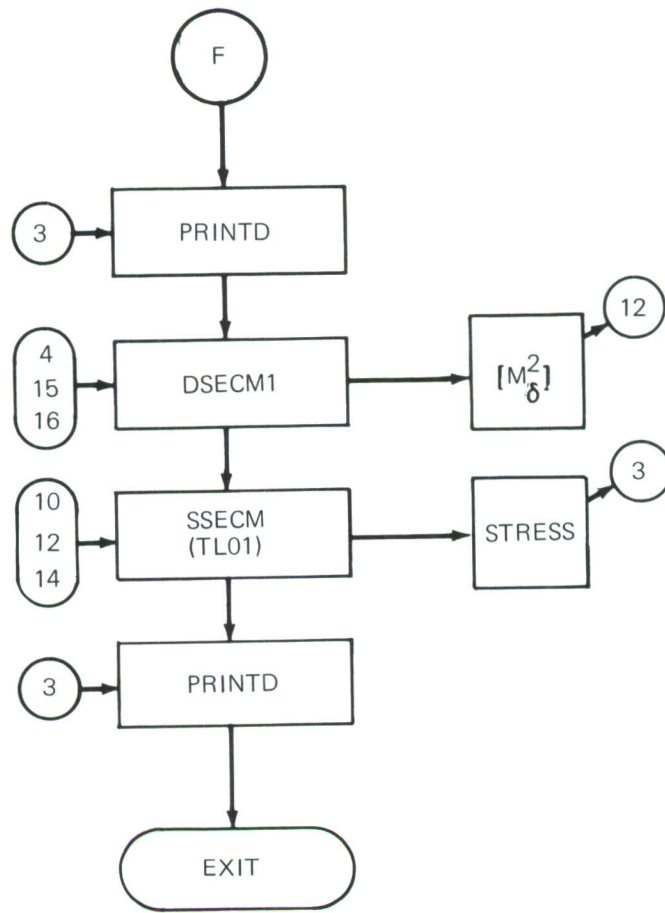 F
3
PRINTD
12
4
15
16
DSECM1
[M²δ]
3
10
12
14
SSECM
(TL01)
STRESS
3
PRINTD
EXIT